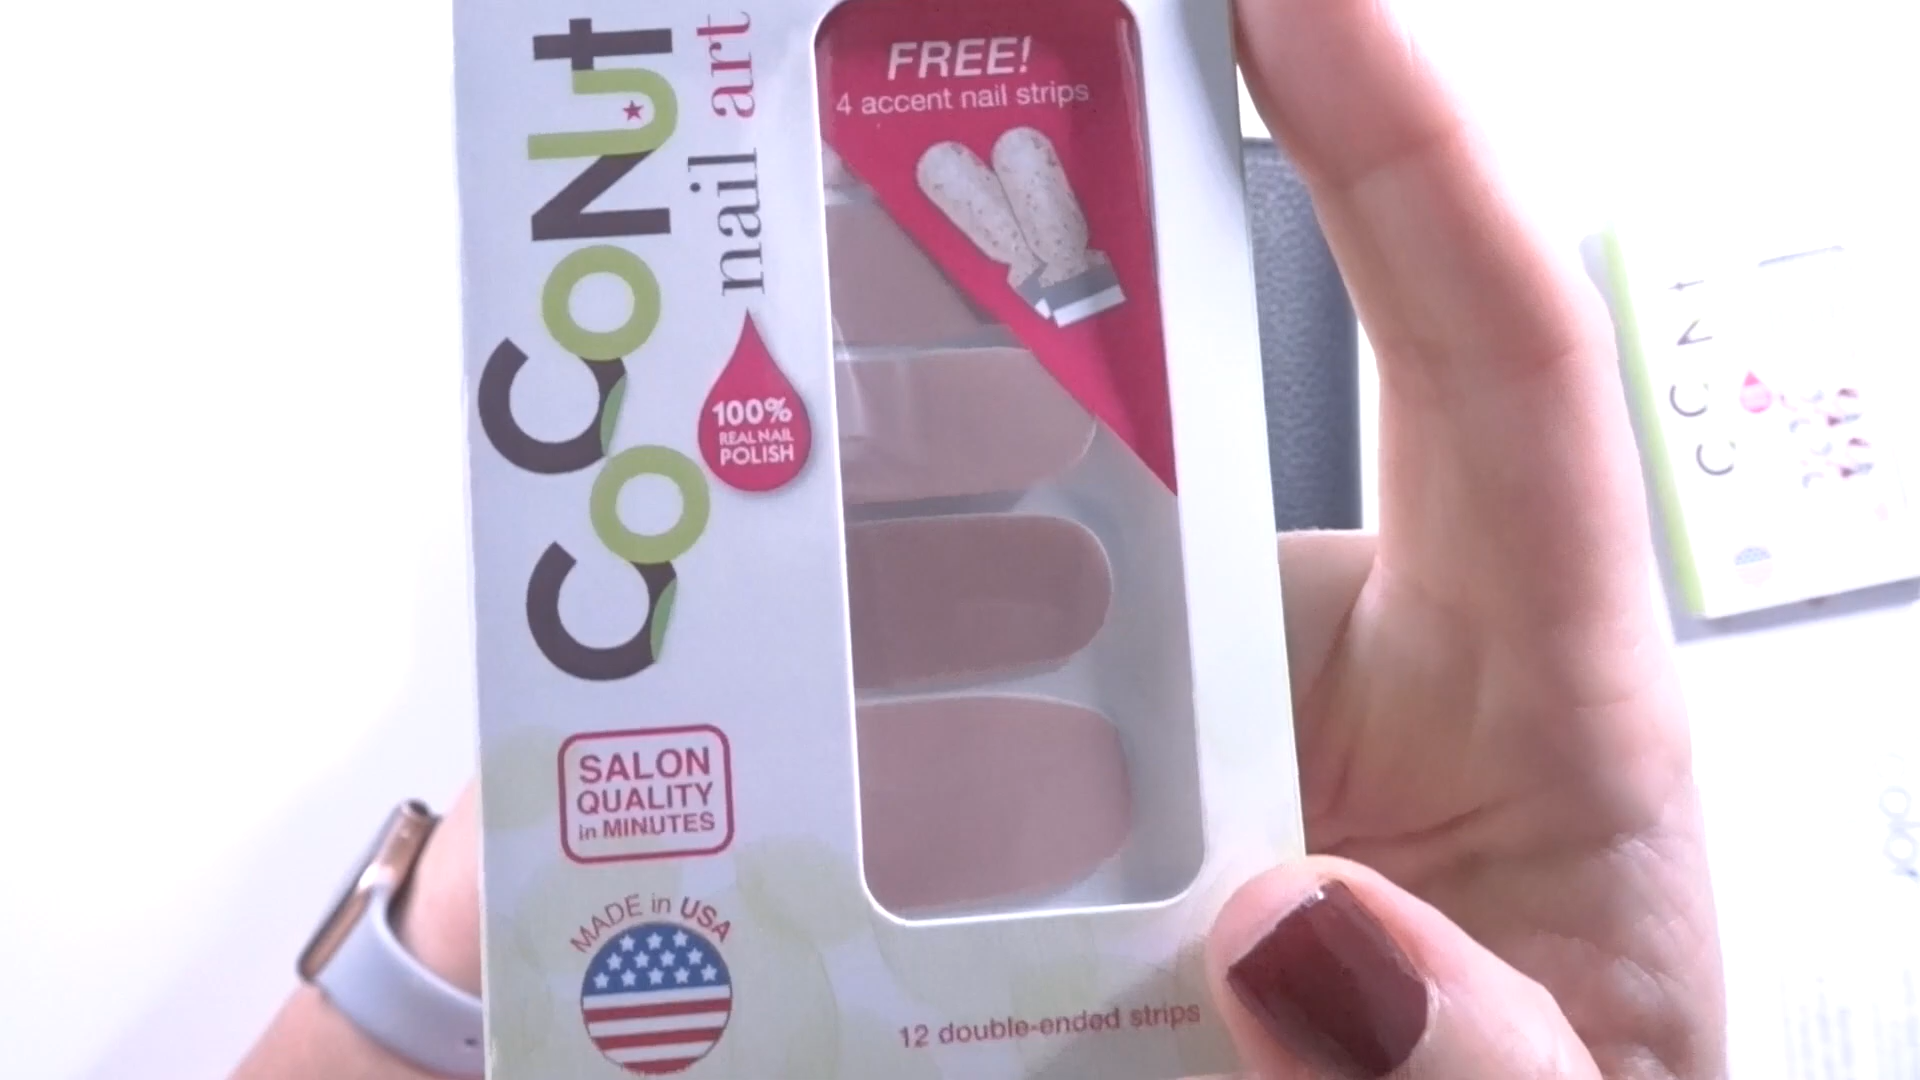 CoCoNut
nail art
100%
REAL NAIL
POLISH
FREE!
4 accent nail strips
SALON
QUALITY
in MINUTES
MADE in USA
12 double-ended strips